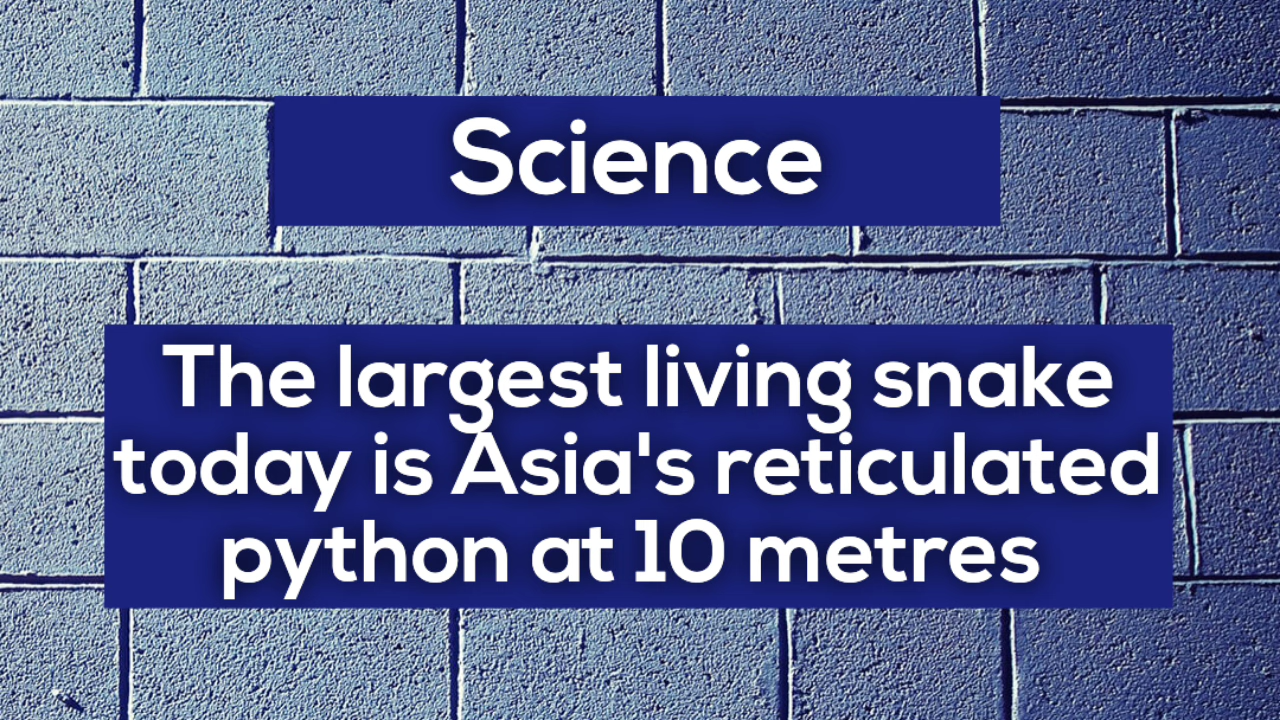 Science
The largest living snake
today is Asia's reticulated
python at 10 metres